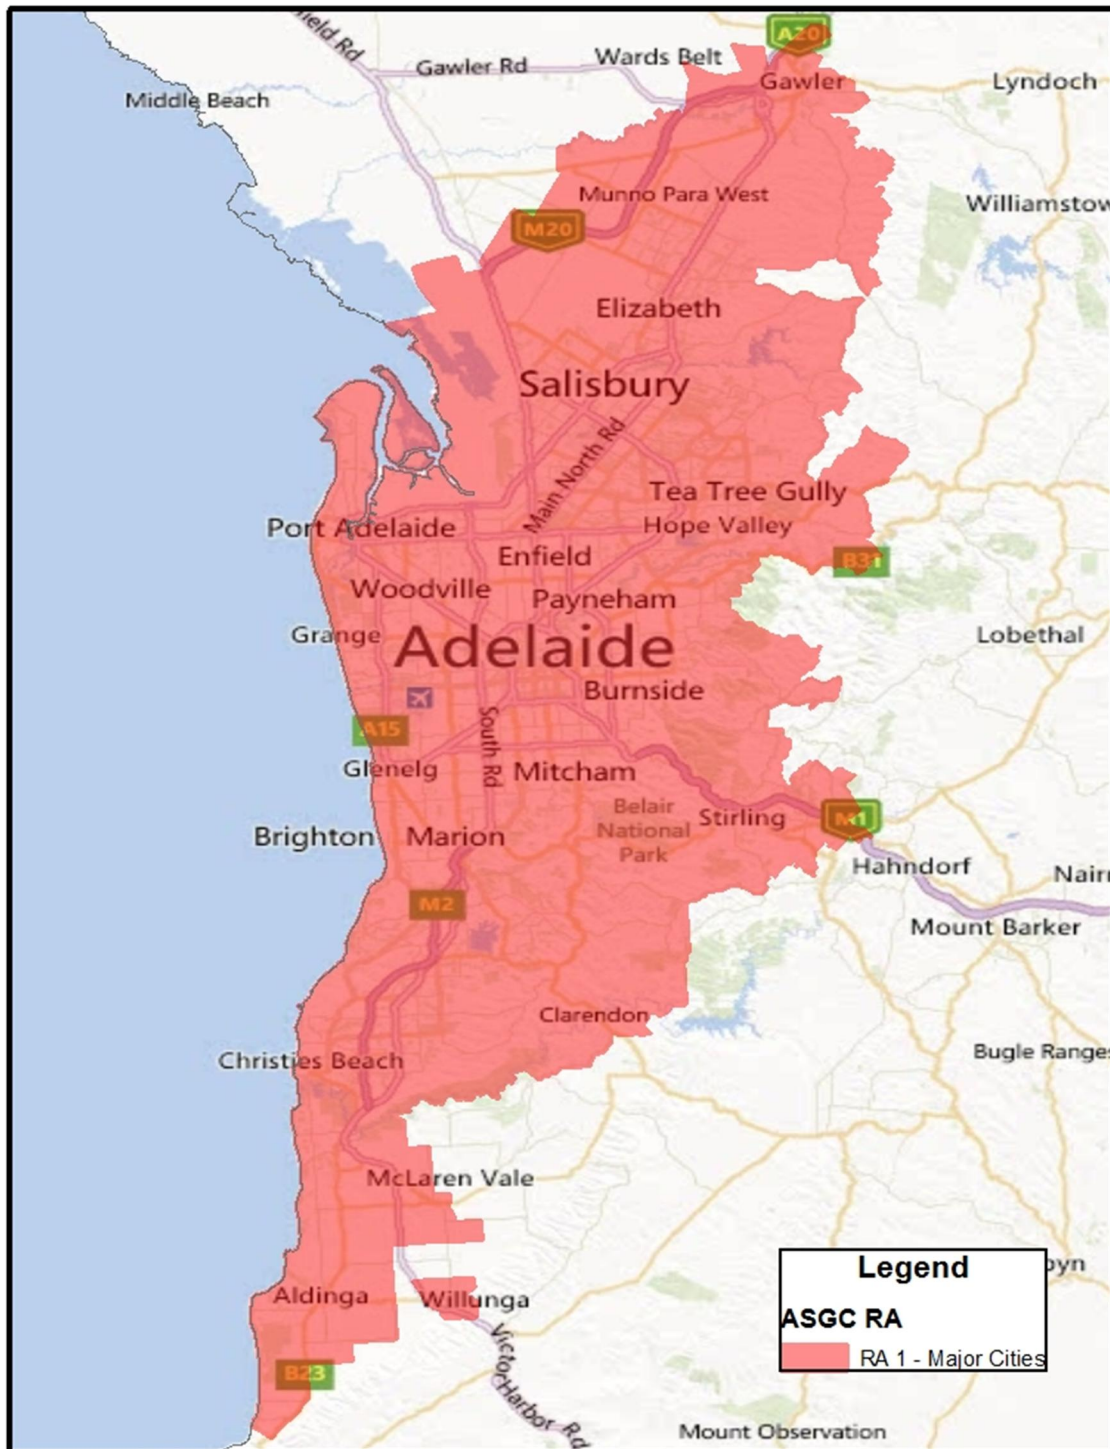 ield Rd
A20
Wards Belt
Gawler Rd
Gawler
Lyndoch
Middle Beach
Munno Para West
Williamstow
M20
Elizabeth
Salisbury
Main North Rd
Tea Tree Gully
Port Adelaide
Hope Valley
Enfield
B31
Woodville
Payneham
Grange
Adelaide
Lobethal
Burnside
A15
South Rd
Glenelg
Mitcham
Belair
National
Park
Stirling
M1
Brighton
Marion
Hahndorf
Nairn
M2
Mount Barker
Clarendon
Christies Beach
Bugle Ranges
McLaren Vale
Legend
oyn
Aldinga
Willunga
ASGC RA
RA 1 - Major Cities
B23
Victor Harbor Rd
Mount Observation